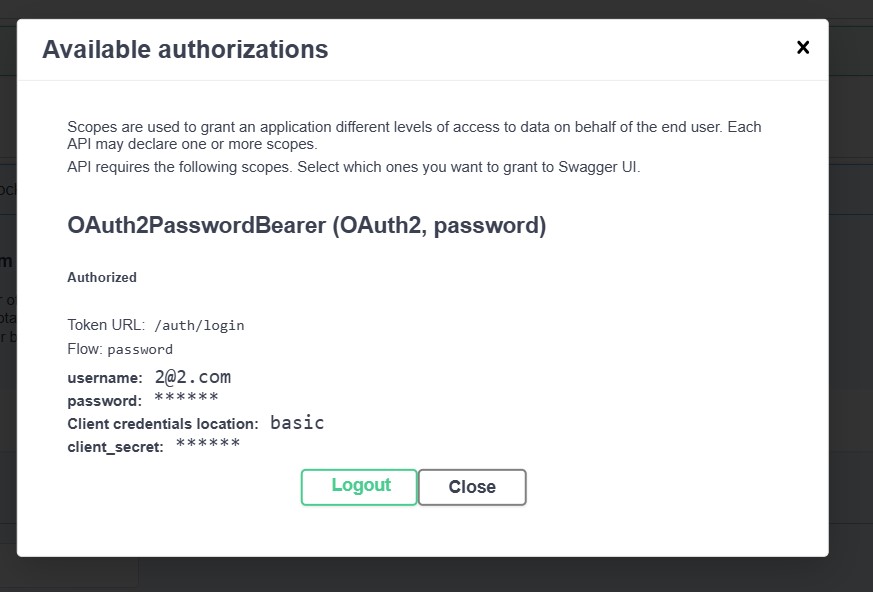 Available authorizations
Scopes are used to grant an application different levels of access to data on behalf of the end user. Each
API may declare one or more scopes.
API requires the following scopes. Select which ones you want to grant to Swagger UI.
OAuth2PasswordBearer (OAuth2, password)
Authorized
Token URL: /auth/login
Flow: password
username: 2@2.com
password: ******
Client credentials location: basic
client_secret: ******
Logout Close